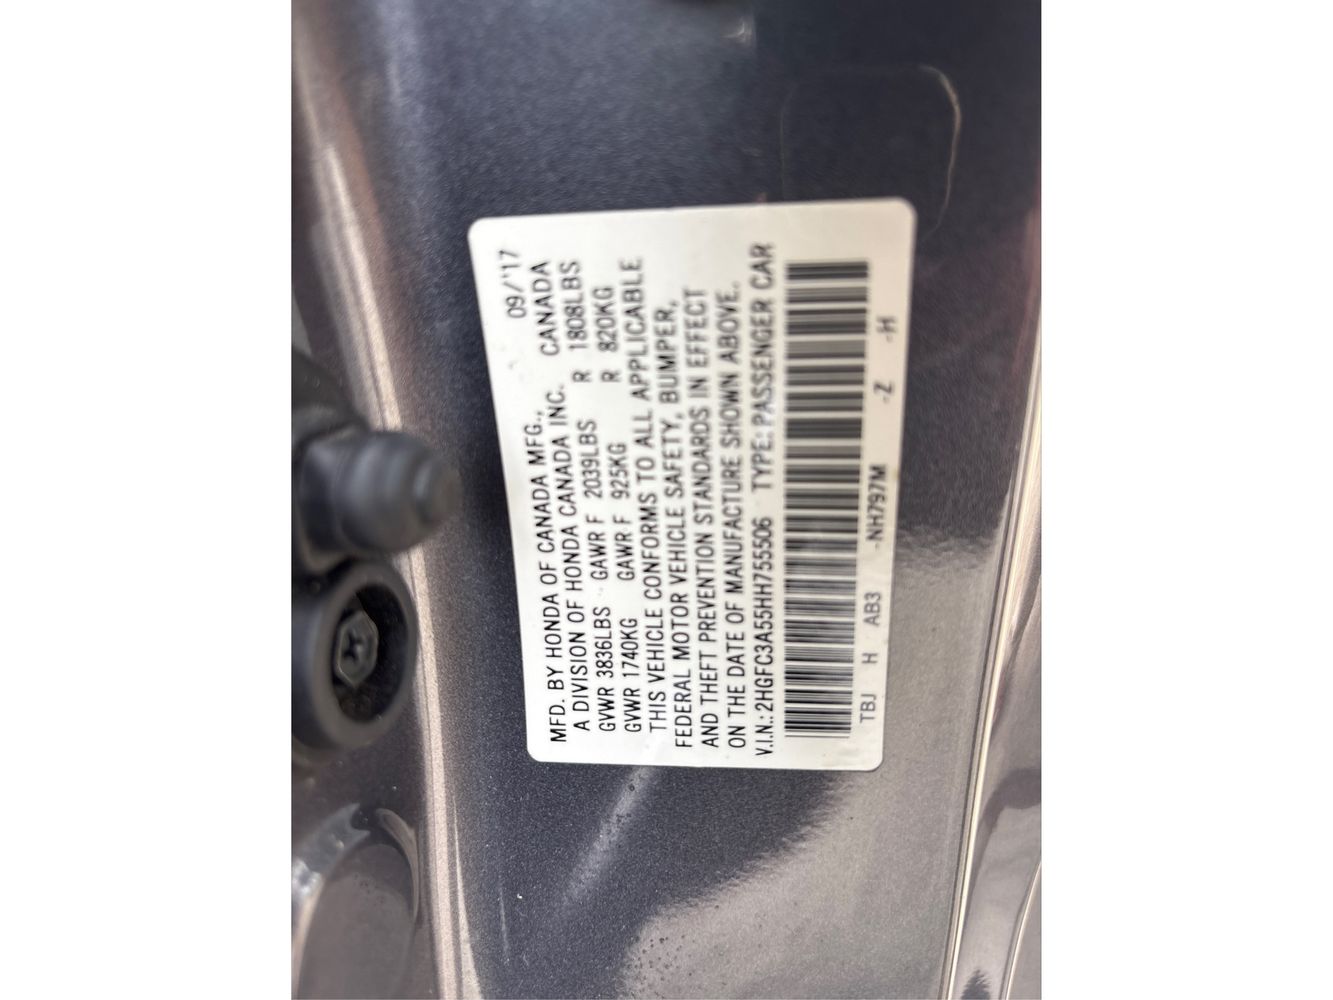 09/'17
MFD. BY HONDA OF CANADA MFG.,
A DIVISION OF HONDA CANADA INC. CANADA
GVWR 3836LBS GAWR F 2039LBS R 1808LBS
GVWR 1740KG GAWR F 925KG R 820KG
THIS VEHICLE CONFORMS TO ALL APPLICABLE
FEDERAL MOTOR VEHICLE SAFETY, BUMPER,
AND THEFT PREVENTION STANDARDS IN EFFECT
ON THE DATE OF MANUFACTURE SHOWN ABOVE.
V.I.N.: 2HGFC3A55HH755506 TYPE: PASSENGER CAR
TBJ H AB3 -NH797M -Z -H